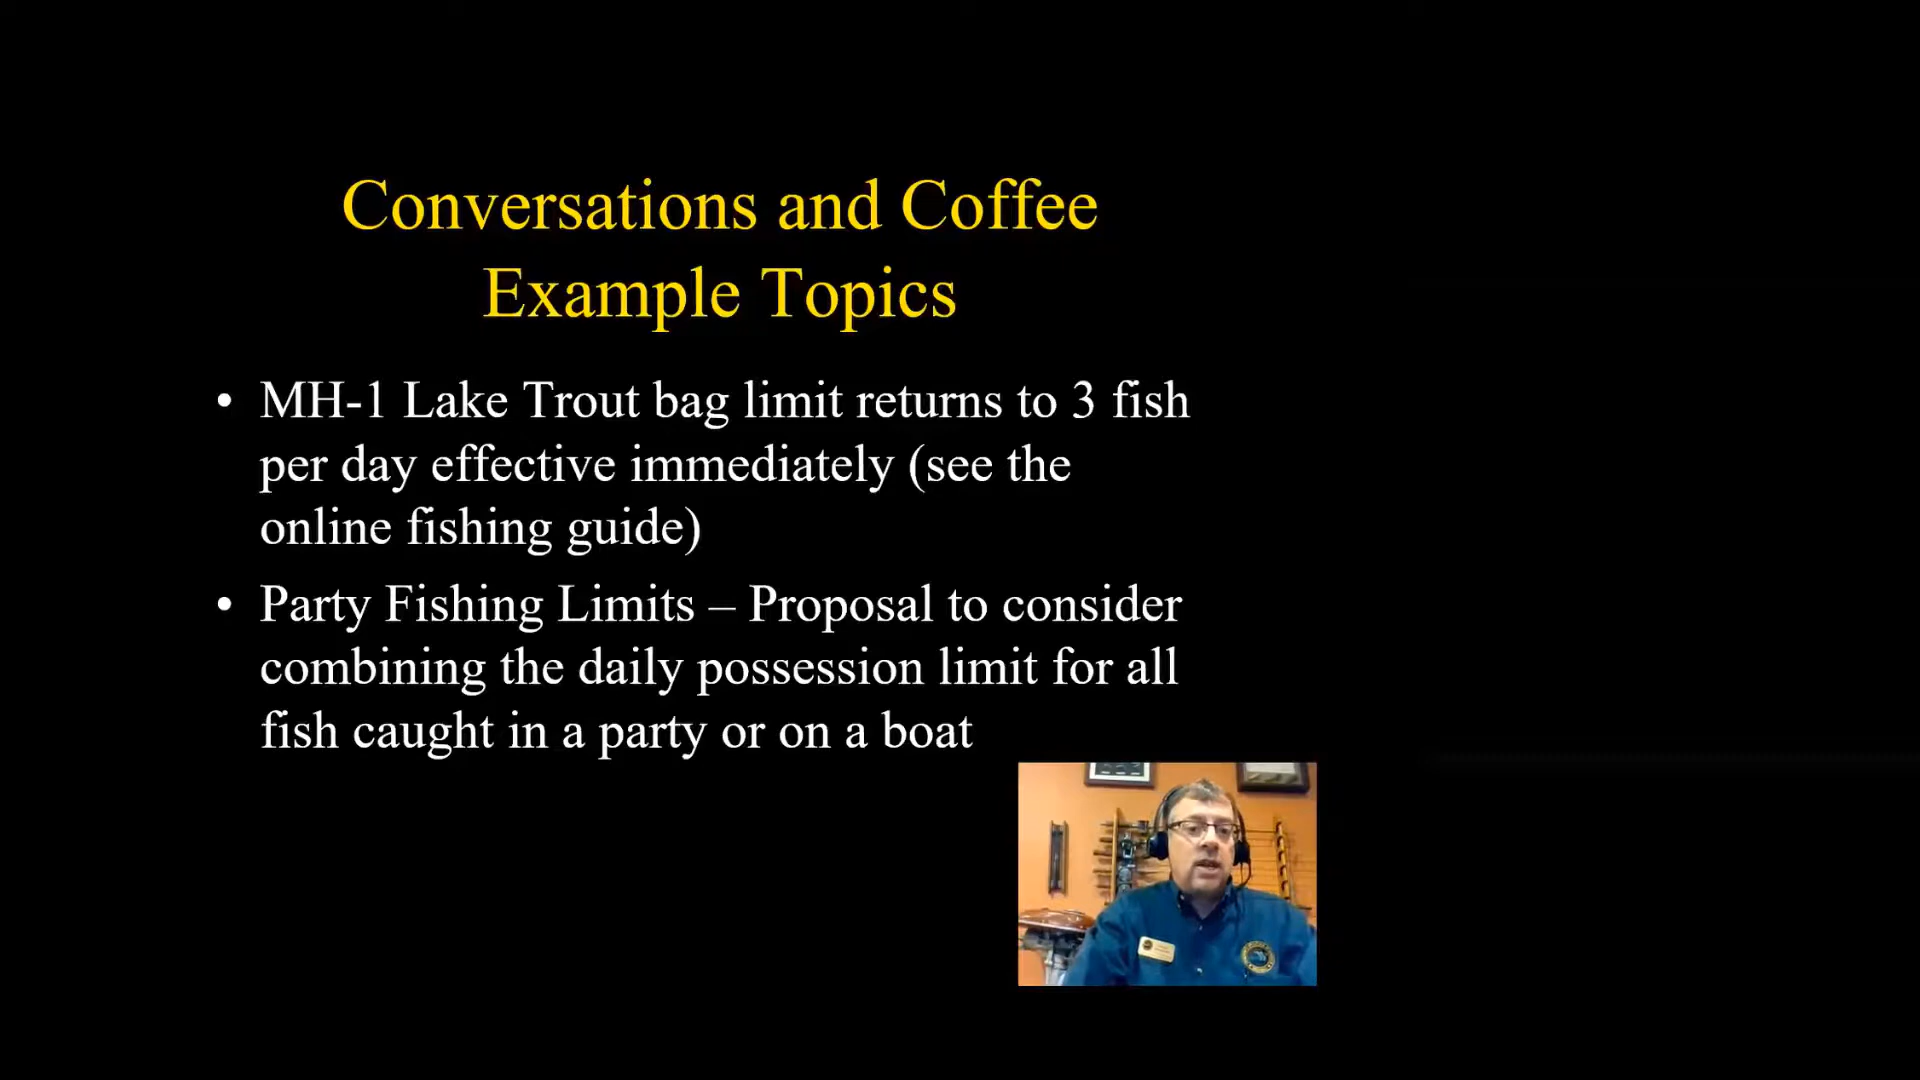 Conversations and Coffee
Example Topics
• MH-1 Lake Trout bag limit returns to 3 fish
per day effective immediately (see the
online fishing guide)
• Party Fishing Limits – Proposal to consider
combining the daily possession limit for all
fish caught in a party or on a boat